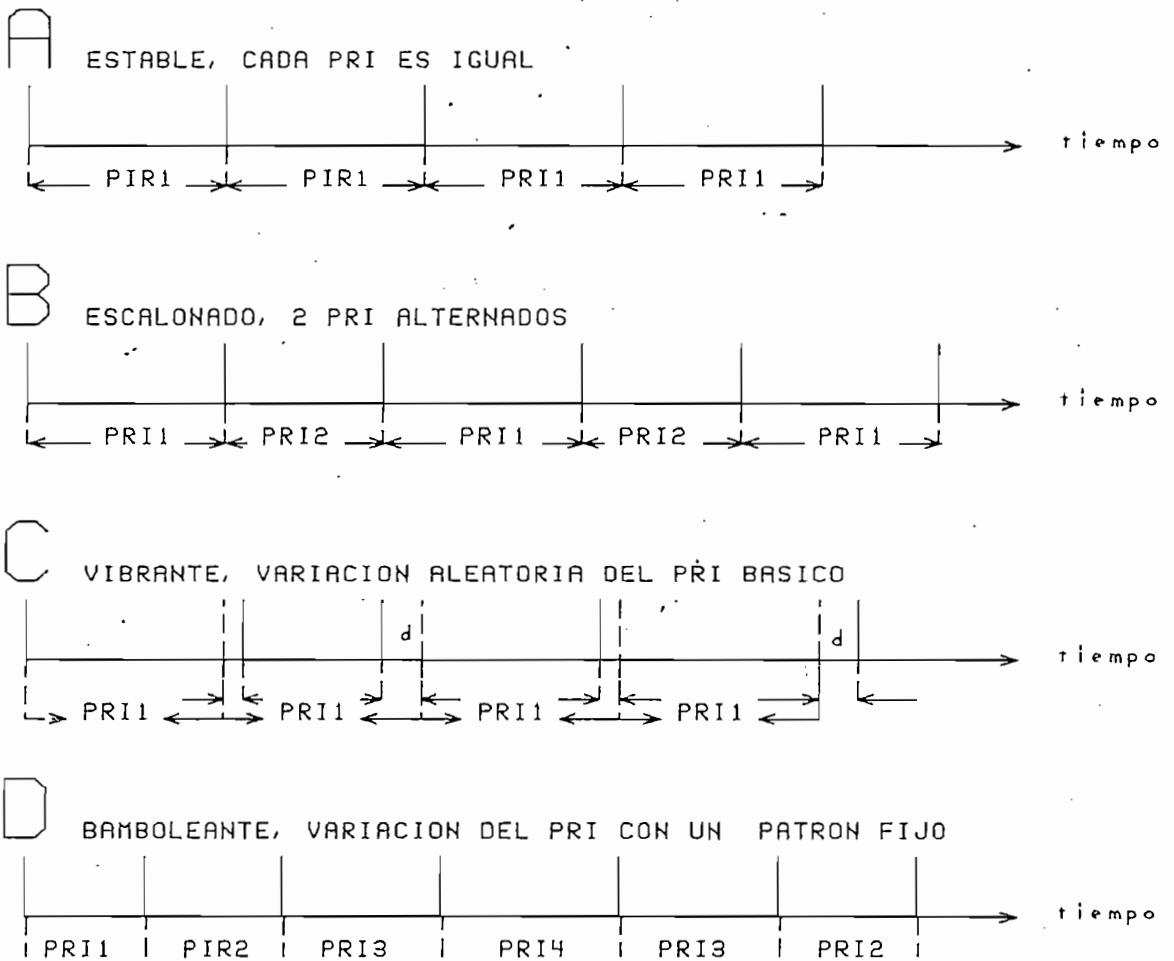 A
ESTABLE, CADA PRI ES IGUAL
tiempo
PIR1 PIR1 PRI1 PRI1
B
ESCALONADO, 2 PRI ALTERNADOS
tiempo
PRI1 PRI2 PRI1 PRI2 PRI1
C
VIBRANTE, VARIACION ALEATORIA DEL PRI BASICO
d d
tiempo
PRI1 PRI1 PRI1 PRI1
D
BAMBOLEANTE, VARIACION DEL PRI CON UN PATRON FIJO
tiempo
PRI1 PIR2 PRI3 PRI4 PRI3 PRI2